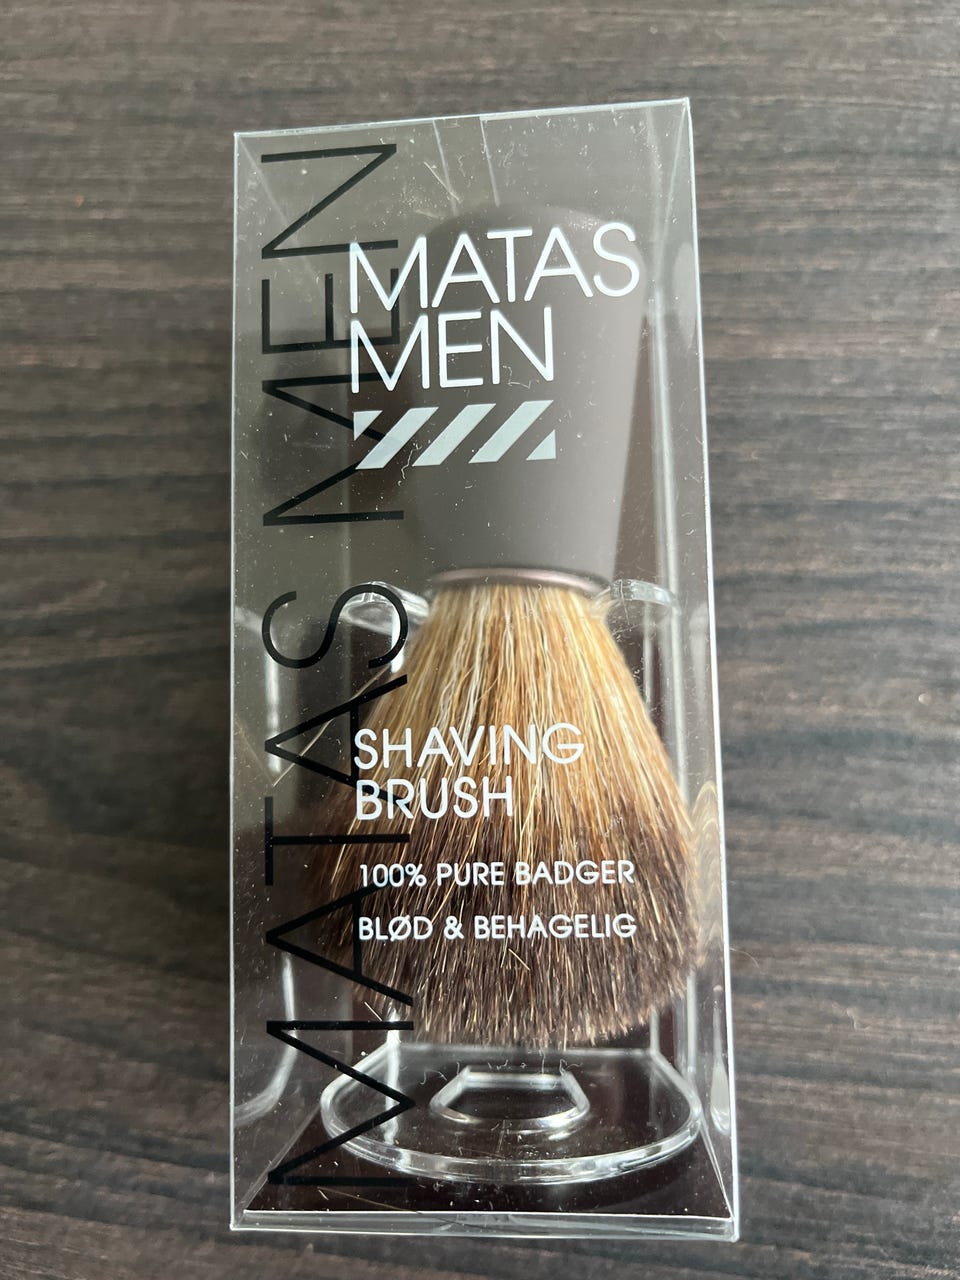 MATAS
MEN
SHAVING
BRUSH
100% PURE BADGER
BLØD & BEHAGELIG
MATAS MEN